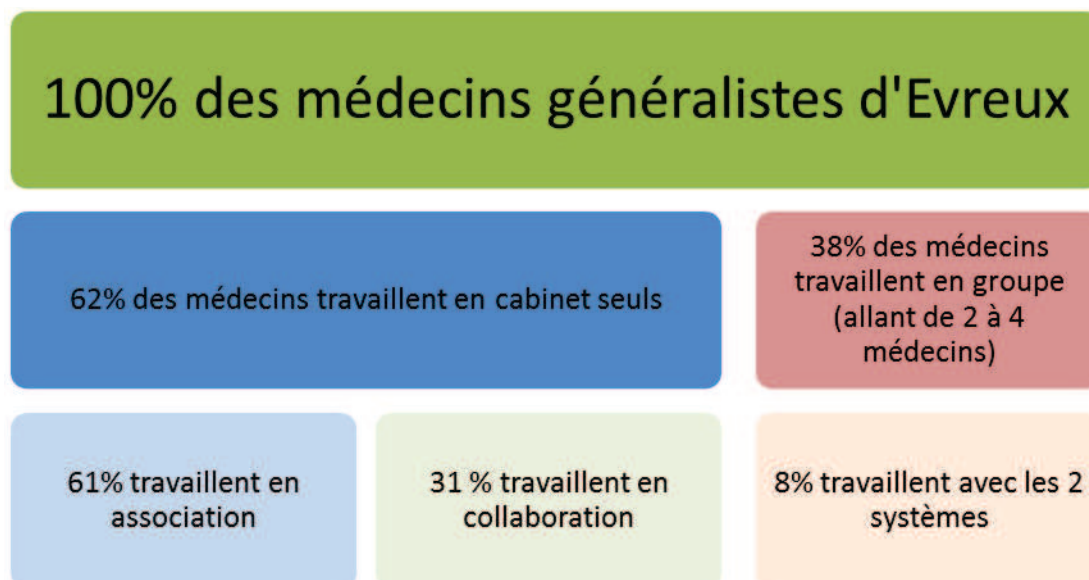 100% des médecins généralistes d'Evreux
62% des médecins travaillent en cabinet seuls
38% des médecins
travaillent en groupe
(allant de 2 à 4
médecins)
61% travaillent en
association
31 % travaillent en
collaboration
8% travaillent avec les 2
systèmes